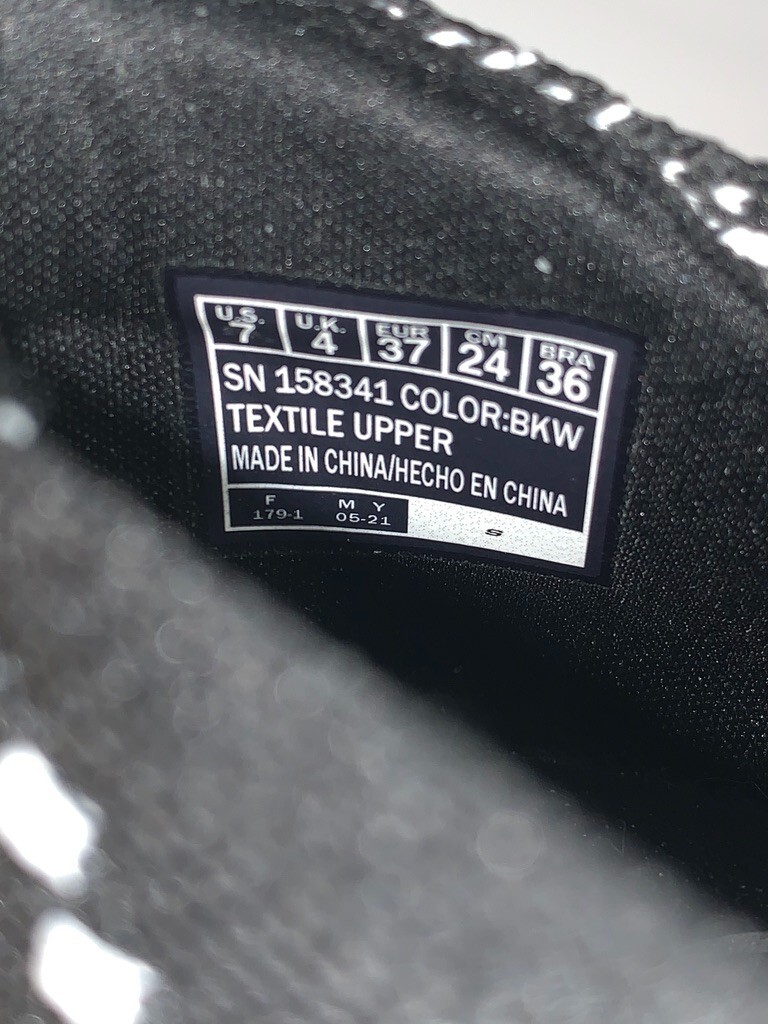 U.S. U.K. EUR CM BRA
7 4 37 24 36
SN 158341 COLOR:BKW
TEXTILE UPPER
MADE IN CHINA/HECHO EN CHINA
F M Y
179-1 05-21
S